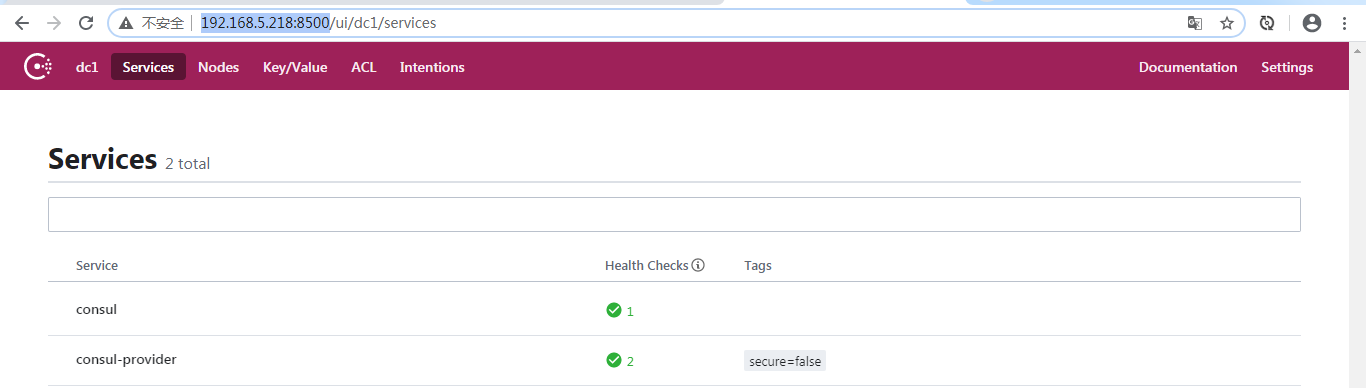 不安全 192.168.5.218:8500/ui/dc1/services
dc1 Services Nodes Key/Value ACL Intentions Documentation Settings
Services 2 total
Service Health Checks Tags
consul 1
consul-provider 2 secure=false